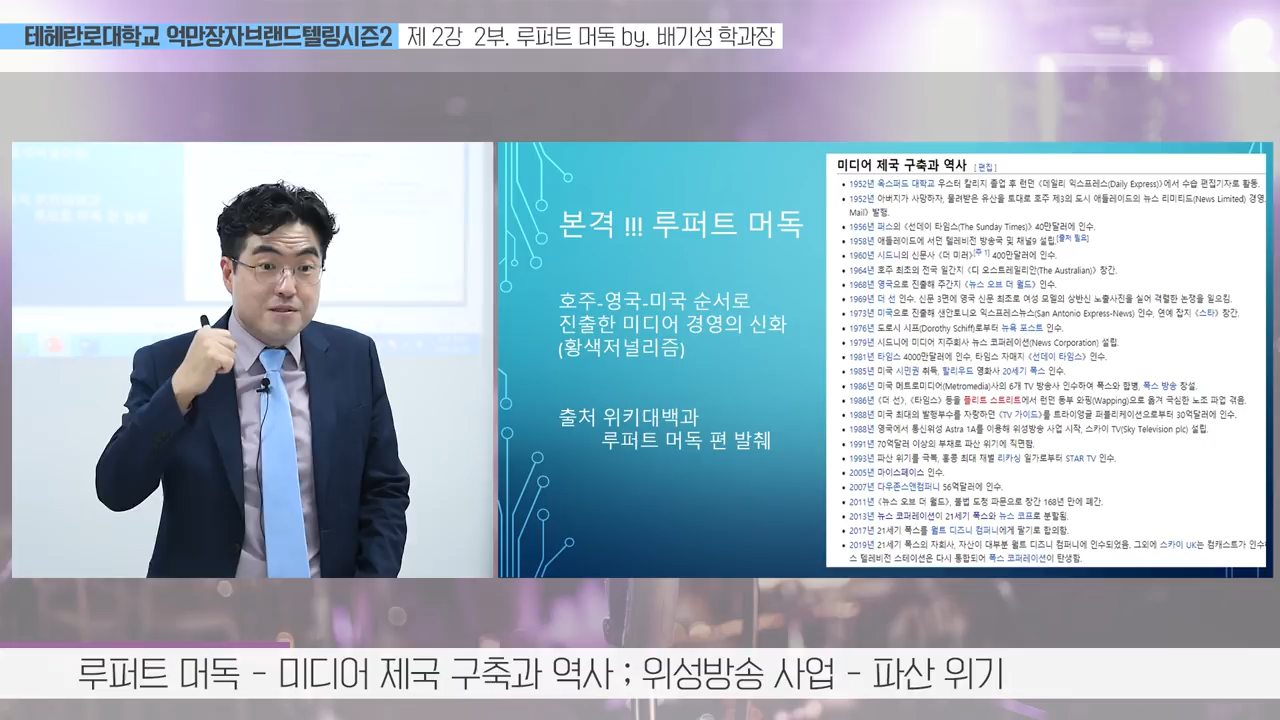 테헤란로대학교 억만장자브랜드텔링시즌2 제 2강 2부. 루퍼트 머독 by. 배기성 학과장
본격 !!! 루퍼트 머독
호주-영국-미국 순서로
진출한 미디어 경영의 신화
(황색저널리즘)
출처 위키대백과
루퍼트 머독 편 발췌
미디어 제국 구축과 역사 [편집]
• 1952년 옥스퍼드 대학교 우스터 칼리지 졸업 후 런던 《데일리 익스프레스(Daily Express)》에서 수습 편집기자로 활동.
• 1952년 아버지가 사망하자, 물려받은 유산을 토대로 호주 제3의 도시 애들레이드의 뉴스 리미티드(News Limited) 경영.
Mail》 발행.
• 1956년 퍼스의 《선데이 타임스(The Sunday Times)》 40만달러에 인수.
• 1958년 애들레이드에 서던 텔레비전 방송국 및 채널9 설립.[출처 필요]
• 1960년 시드니의 신문사 《더 미러》[주 1] 400만달러에 인수.
• 1964년 호주 최초의 전국 일간지 《디 오스트레일리안(The Australian)》 창간.
• 1968년 영국으로 진출해 주간지 《뉴스 오브 더 월드》 인수.
• 1969년 더 선 인수. 신문 3면에 영국 신문 최초로 여성 모델의 상반신 노출사진을 실어 격렬한 논쟁을 일으킴.
• 1973년 미국으로 진출해 샌안토니오 익스프레스뉴스(San Antonio Express-News) 인수, 연예 잡지 《스타》 창간.
• 1976년 도로시 시프(Dorothy Schiff)로부터 뉴욕 포스트 인수.
• 1979년 시드니에 미디어 지주회사 뉴스 코퍼레이션(News Corporation) 설립.
• 1981년 타임스 4000만달러에 인수, 타임스 자매지 《선데이 타임스》 인수.
• 1985년 미국 시민권 취득, 할리우드 영화사 20세기 폭스 인수.
• 1986년 미국 메트로미디어(Metromedia)사의 6개 TV 방송사 인수하여 폭스와 합병, 폭스 방송 창설.
• 1986년 《더 선》, 《타임스》 등을 플리트 스트리트에서 런던 동부 와핑(Wapping)으로 옮겨 극심한 노조 파업 겪음.
• 1988년 미국 최대의 발행부수를 자랑하던 《TV 가이드》를 트라이앵글 퍼블리케이션으로부터 30억달러에 인수.
• 1988년 영국에서 통신위성 Astra 1A를 이용해 위성방송 사업 시작, 스카이 TV(Sky Television plc) 설립.
• 1991년 70억달러 이상의 부채로 파산 위기에 직면함.
• 1993년 파산 위기를 극복, 홍콩 최대 재벌 리카싱 일가로부터 STAR TV 인수.
• 2005년 마이스페이스 인수.
• 2007년 다우존스앤컴퍼니 56억달러에 인수.
• 2011년 《뉴스 오브 더 월드》, 불법 도청 파문으로 창간 168년 만에 폐간.
• 2013년 뉴스 코퍼레이션이 21세기 폭스와 뉴스 코프로 분할됨.
• 2017년 21세기 폭스를 월트 디즈니 컴퍼니에게 팔기로 합의함.
• 2019년 21세기 폭스의 자회사, 자산이 대부분 월트 디즈니 컴퍼니에 인수되었음. 그외에 스카이 UK는 컴캐스트가 인수
스 텔레비전 스테이션은 다시 통합되어 폭스 코퍼레이션이 탄생함.
루퍼트 머독 - 미디어 제국 구축과 역사 ; 위성방송 사업 - 파산 위기